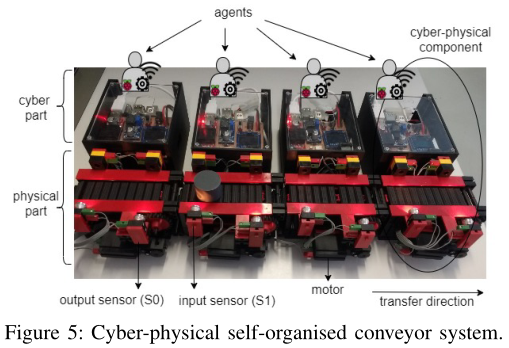 agents
cyber-physical
component
cyber
part
physical
part
output sensor (S0)
input sensor (S1)
motor
transfer direction
Figure 5: Cyber-physical self-organised conveyor system.